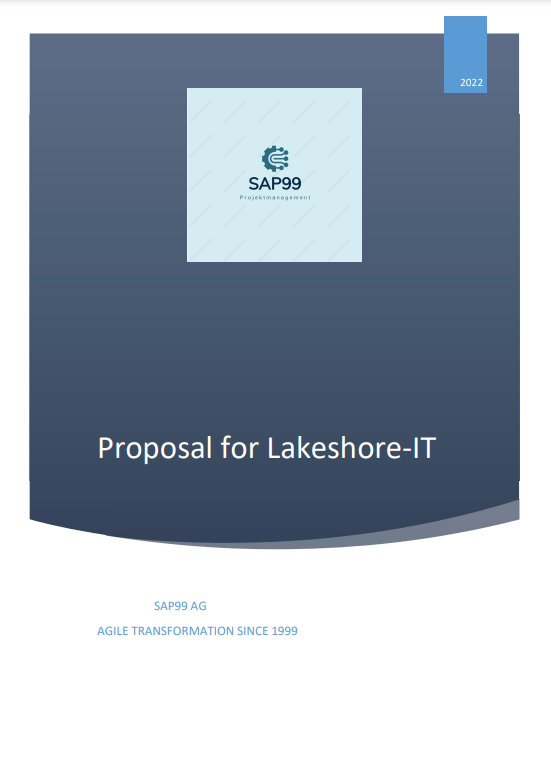 2022
SAP99
Projektmanagement
Proposal for Lakeshore-IT
SAP99 AG
AGILE TRANSFORMATION SINCE 1999